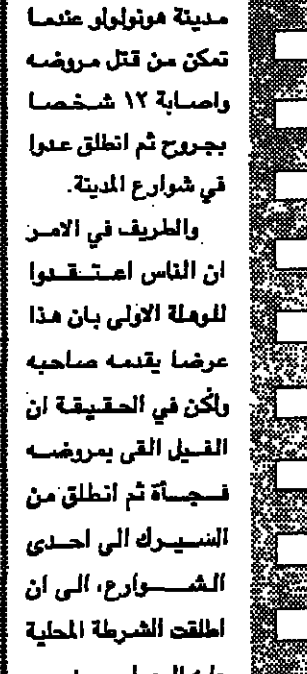 مدينة هونولولو عندما
تمكن من قتل مروضه
واصابة ١٢ شخصا
بجروح ثم انطلق عدوا
في شوارع المدينة.
والطريف في الامر
ان الناس اعتقدوا
للوهلة الاولى بان هذا
عرضا يقدمه صاحبه
ولكن في الحقيقة ان
الفيل القى بمروضه
فجأة ثم انطلق من
السيرك الى احدى
الشوارع، الى ان
اطلقت الشرطة المحلية